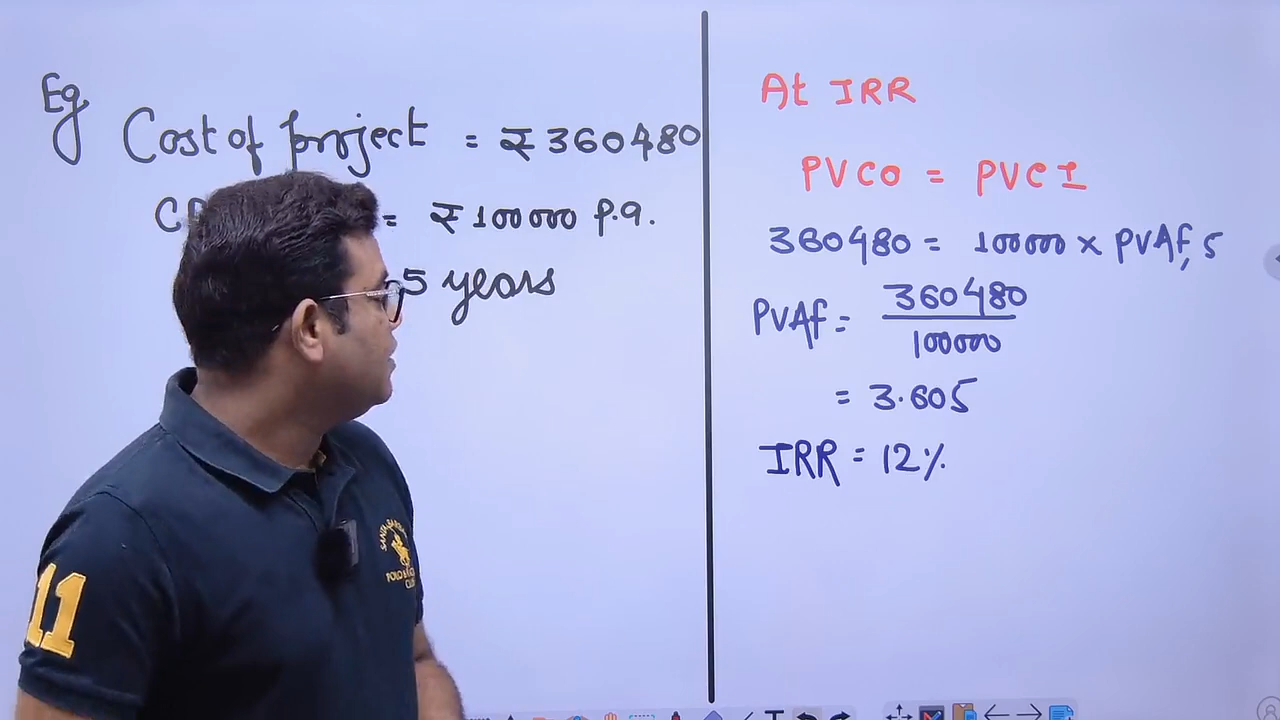 Eg
Cost of project = ₹ 360480
= ₹ 100000 p.a.
5 years
At IRR
PVCO = PVCI
360480 = 100000 x PVAf, 5
PVAf = 360480
100000
= 3.605
IRR = 12%
11